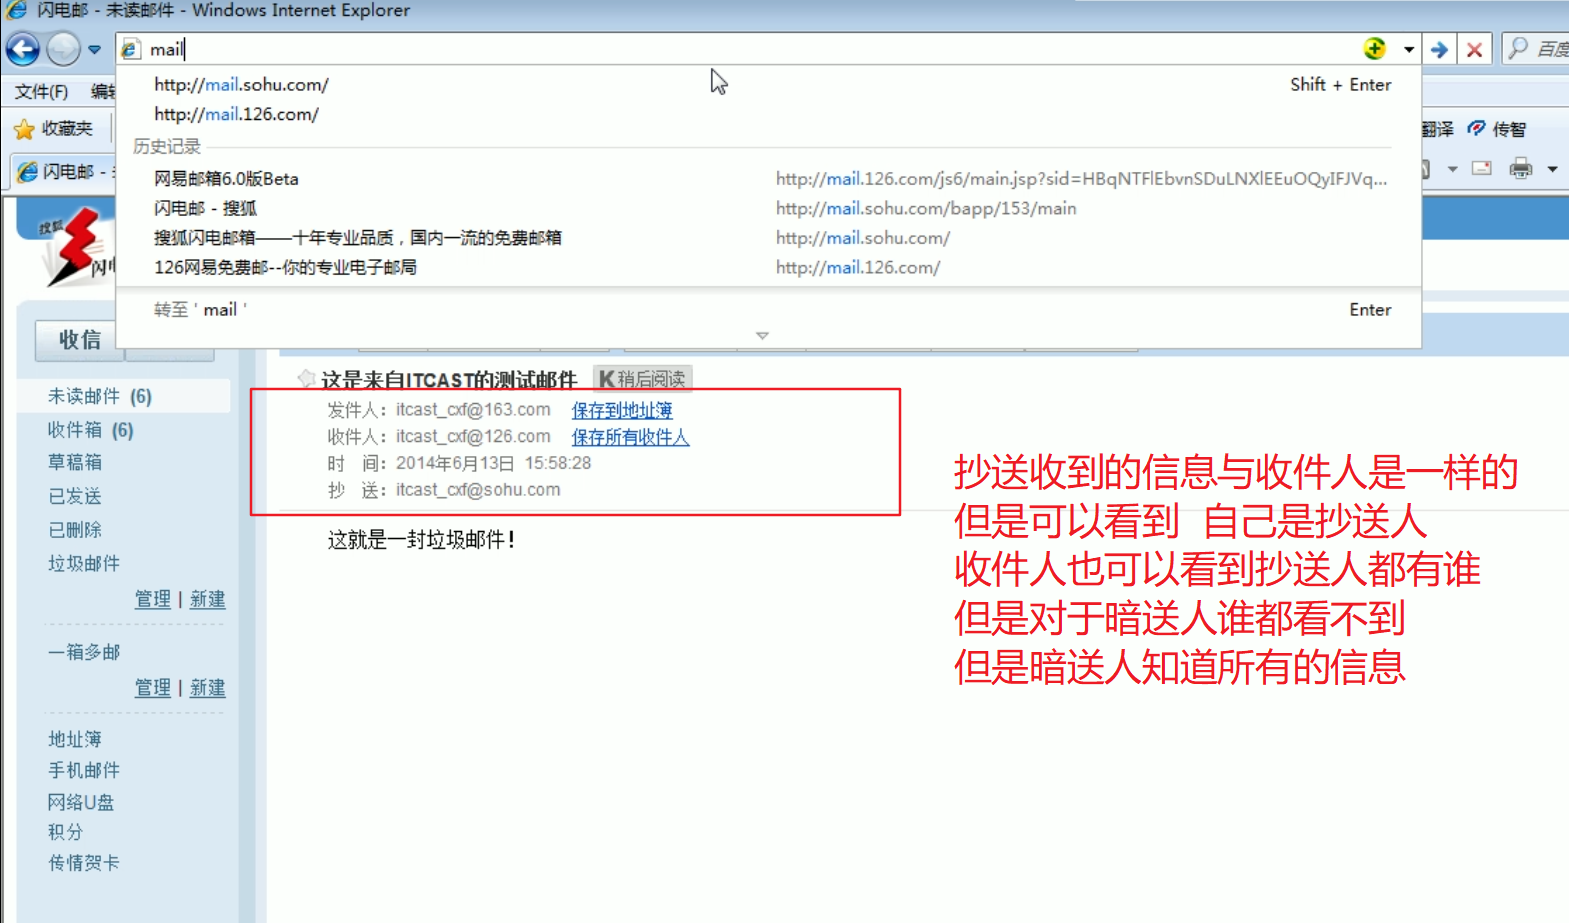 闪电邮 - 未读邮件 - Windows Internet Explorer
mail
百度
http://mail.sohu.com/ Shift + Enter
http://mail.126.com/
历史记录
网易邮箱6.0版Beta http://mail.126.com/js6/main.jsp?sid=HBqNTFlEbvnSDuLNXlEEuOQyIFJVq...
闪电邮 - 搜狐 http://mail.sohu.com/bapp/153/main
搜狐闪电邮箱——十年专业品质，国内一流的免费邮箱 http://mail.sohu.com/
126网易免费邮--你的专业电子邮局 http://mail.126.com/
转至 ' mail ' Enter
文件(F) 编辑
收藏夹 翻译 传智
闪电邮 -
搜狐
闪电
收信
未读邮件 (6)
收件箱 (6)
草稿箱
已发送
已删除
垃圾邮件
管理 | 新建
一箱多邮
管理 | 新建
地址簿
手机邮件
网络U盘
积分
传情贺卡
这是来自ITCAST的测试邮件 K稍后阅读
发件人: itcast_cxf@163.com 保存到地址簿
收件人: itcast_cxf@126.com 保存所有收件人
时 间: 2014年6月13日 15:58:28
抄 送: itcast_cxf@sohu.com
这就是一封垃圾邮件！
抄送收到的信息与收件人是一样的
但是可以看到 自己是抄送人
收件人也可以看到抄送人都有谁
但是对于暗送人谁都看不到
但是暗送人知道所有的信息